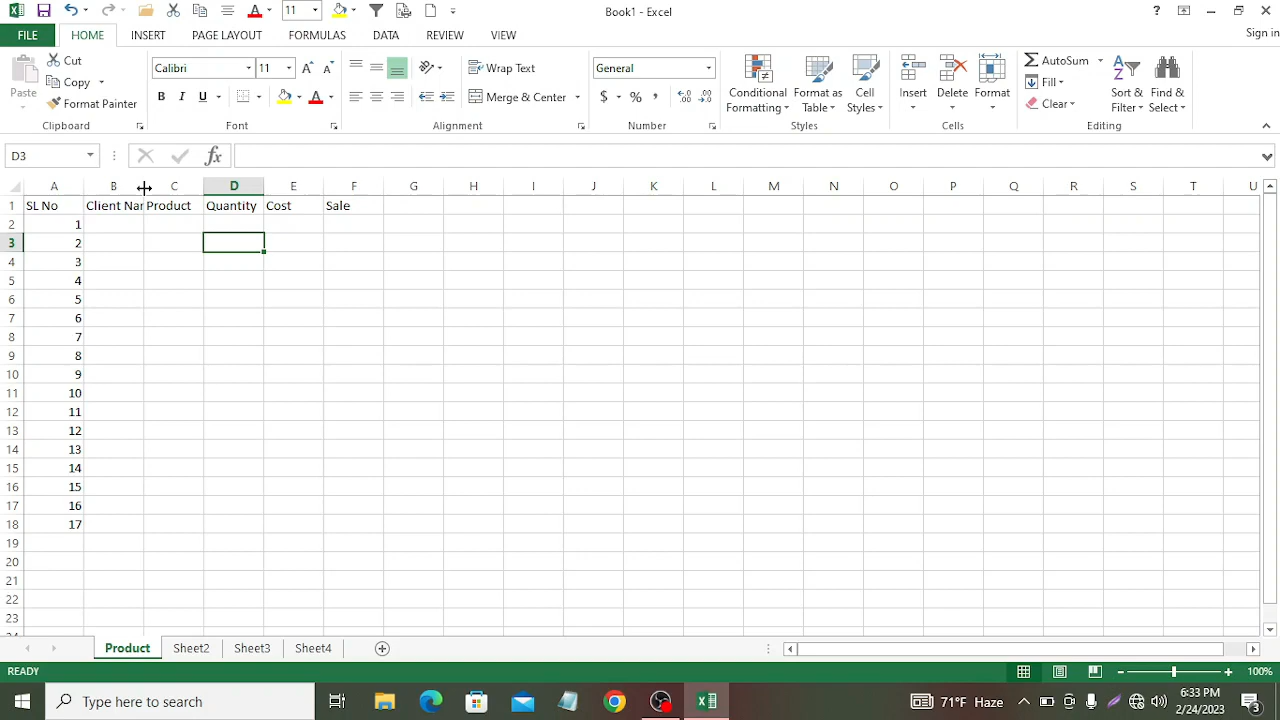 11
Book1 - Excel
?
FILE HOME INSERT PAGE LAYOUT FORMULAS DATA REVIEW VIEW Sign in
Paste
Cut
Copy
Format Painter
Clipboard
Calibri 11
B I U
Font
Wrap Text
Merge & Center
Alignment
General
$ % ,
Number
Conditional Formatting
Format as Table
Cell Styles
Styles
Insert
Delete
Format
Cells
AutoSum
Fill
Clear
Sort & Filter
Find & Select
Editing
D3 fx
A B C D E F G H I J K L M N O P Q R S T U
1 SL No Client Nar Product Quantity Cost Sale
2 1
3 2
4 3
5 4
6 5
7 6
8 7
9 8
10 9
11 10
12 11
13 12
14 13
15 14
16 15
17 16
18 17
19
20
21
22
23
Product Sheet2 Sheet3 Sheet4
READY 100%
Type here to search
71°F Haze
6:33 PM
2/24/2023
3